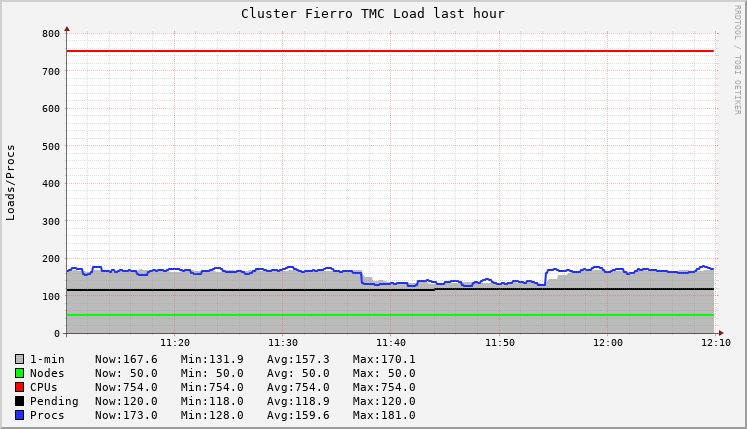 Cluster Fierro TMC Load last hour
RRDTOOL / TOBI OETIKER
Loads/Procs
800
700
600
500
400
300
200
100
0
11:20 11:30 11:40 11:50 12:00 12:10
1-min Now:167.6 Min:131.9 Avg:157.3 Max:170.1
Nodes Now: 50.0 Min: 50.0 Avg: 50.0 Max: 50.0
CPUs Now:754.0 Min:754.0 Avg:754.0 Max:754.0
Pending Now:120.0 Min:118.0 Avg:118.9 Max:120.0
Procs Now:173.0 Min:128.0 Avg:159.6 Max:181.0